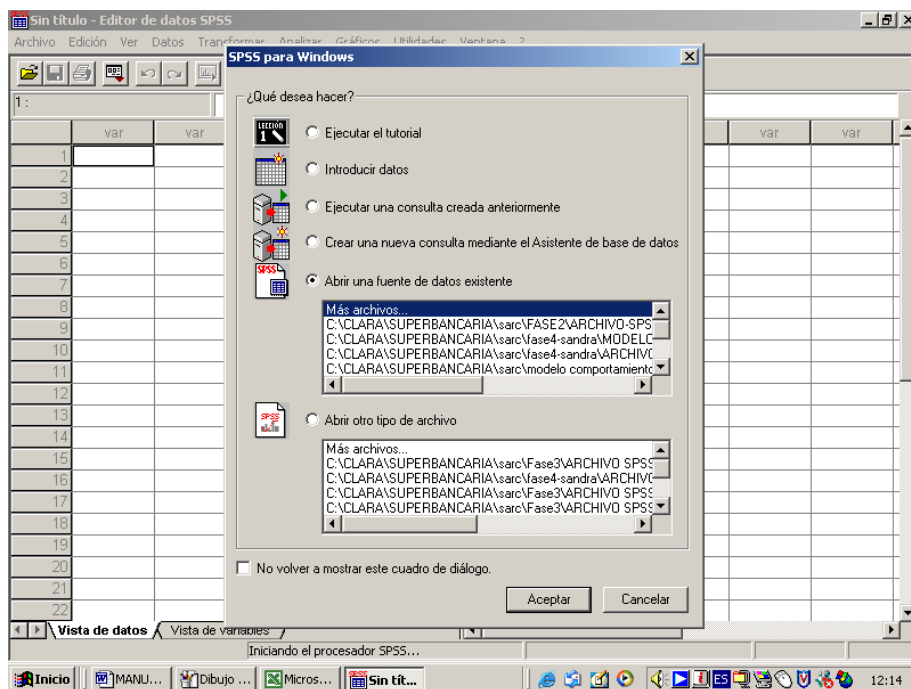 Sin título - Editor de datos SPSS
Archivo Edición Ver Datos Transformar Analizar Gráficos Utilidades Ventana ?
SPSS para Windows
1 :
¿Qué desea hacer?
var var var var
LECCIÓN
1
Ejecutar el tutorial
Introducir datos
Ejecutar una consulta creada anteriormente
Crear una nueva consulta mediante el Asistente de base de datos
SPSS
Abrir una fuente de datos existente
Más archivos...
C:\CLARA\SUPERBANCARIA\sarc\FASE2\ARCHIVO-SPS
C:\CLARA\SUPERBANCARIA\sarc\fase4-sandra\MODELO
C:\CLARA\SUPERBANCARIA\sarc\fase4-sandra\ARCHIVO
C:\CLARA\SUPERBANCARIA\sarc\modelo comportamiento
SPSS
Abrir otro tipo de archivo
Más archivos...
C:\CLARA\SUPERBANCARIA\sarc\Fase3\ARCHIVO SPSS
C:\CLARA\SUPERBANCARIA\sarc\fase4-sandra\ARCHIVO
C:\CLARA\SUPERBANCARIA\sarc\Fase3\ARCHIVO SPSS
C:\CLARA\SUPERBANCARIA\sarc\Fase3\ARCHIVO SPSS
No volver a mostrar este cuadro de diálogo.
Aceptar Cancelar
1
2
3
4
5
6
7
8
9
10
11
12
13
14
15
16
17
18
19
20
21
22
Vista de datos Vista de variables
Iniciando el procesador SPSS...
Inicio MANU... Dibujo ... Micros... Sin tít... ES 12:14